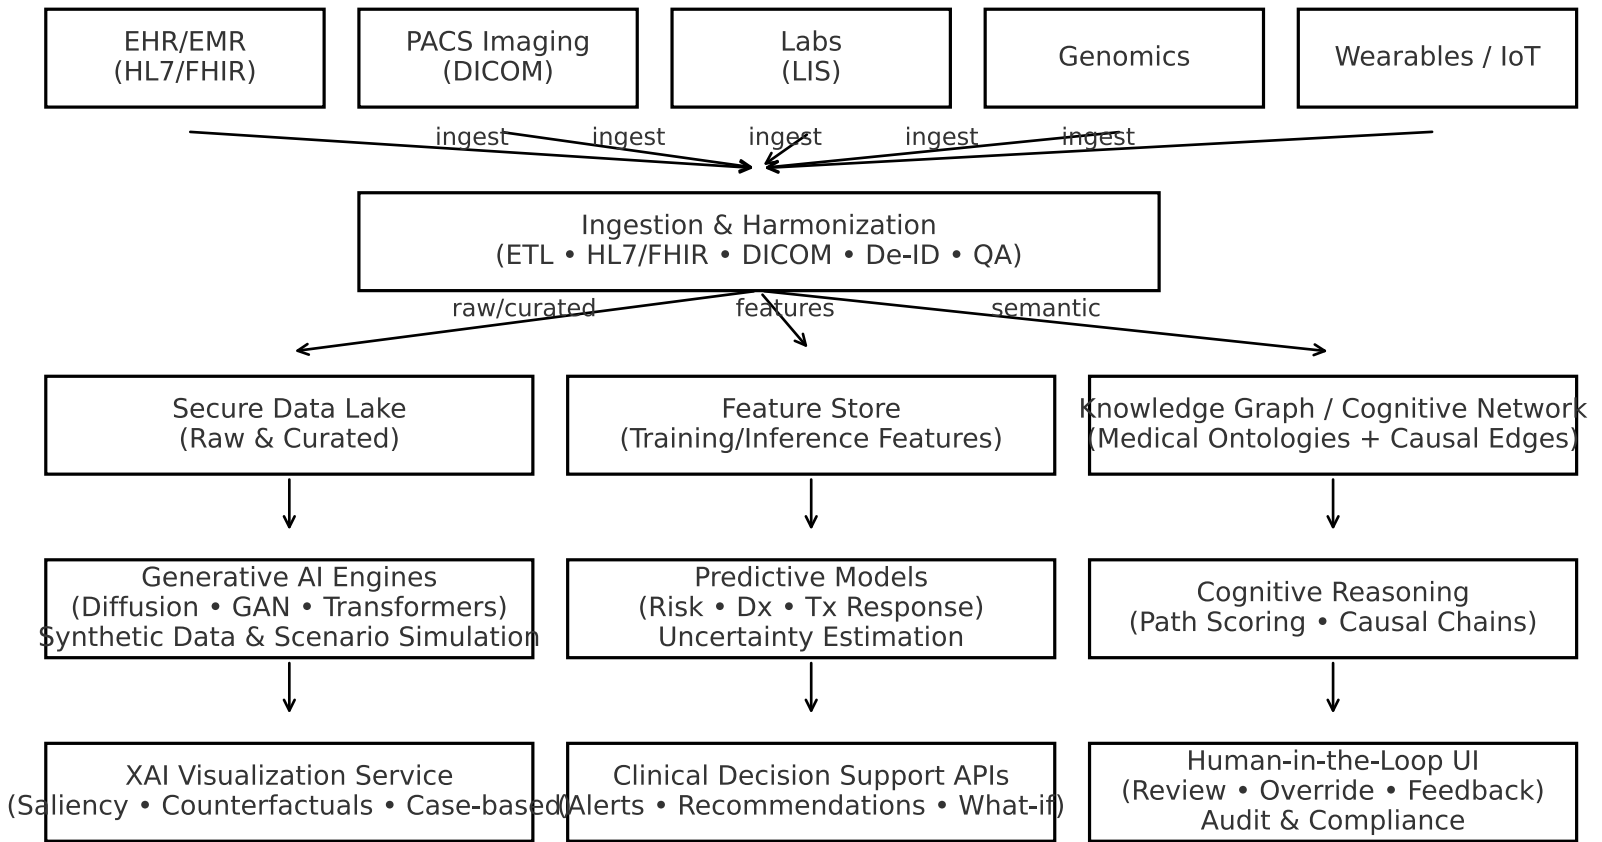 EHR/EMR
(HL7/FHIR)
PACS Imaging
(DICOM)
Labs
(LIS)
Genomics
Wearables / IoT
ingest
ingest
ingest
ingest
ingest
Ingestion & Harmonization
(ETL • HL7/FHIR • DICOM • De-ID • QA)
raw/curated
features
semantic
Secure Data Lake
(Raw & Curated)
Feature Store
(Training/Inference Features)
Knowledge Graph / Cognitive Network
(Medical Ontologies + Causal Edges)
Generative AI Engines
(Diffusion • GAN • Transformers)
Synthetic Data & Scenario Simulation
Predictive Models
(Risk • Dx • Tx Response)
Uncertainty Estimation
Cognitive Reasoning
(Path Scoring • Causal Chains)
XAI Visualization Service
(Saliency • Counterfactuals • Case-based)
Clinical Decision Support APIs
(Alerts • Recommendations • What-if)
Human-in-the-Loop UI
(Review • Override • Feedback)
Audit & Compliance